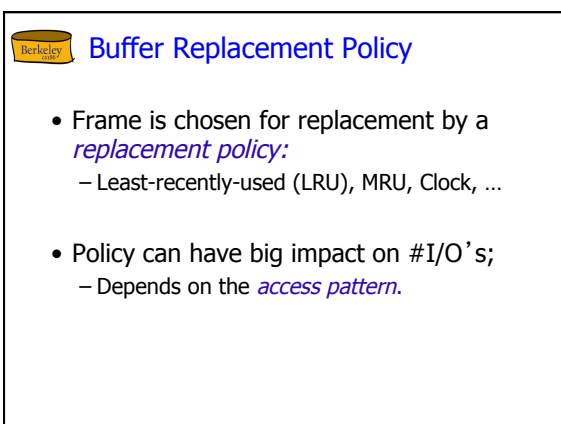 Berkeley
cs186
Buffer Replacement Policy
• Frame is chosen for replacement by a
replacement policy:
– Least-recently-used (LRU), MRU, Clock, …
• Policy can have big impact on #I/O’s;
– Depends on the access pattern.